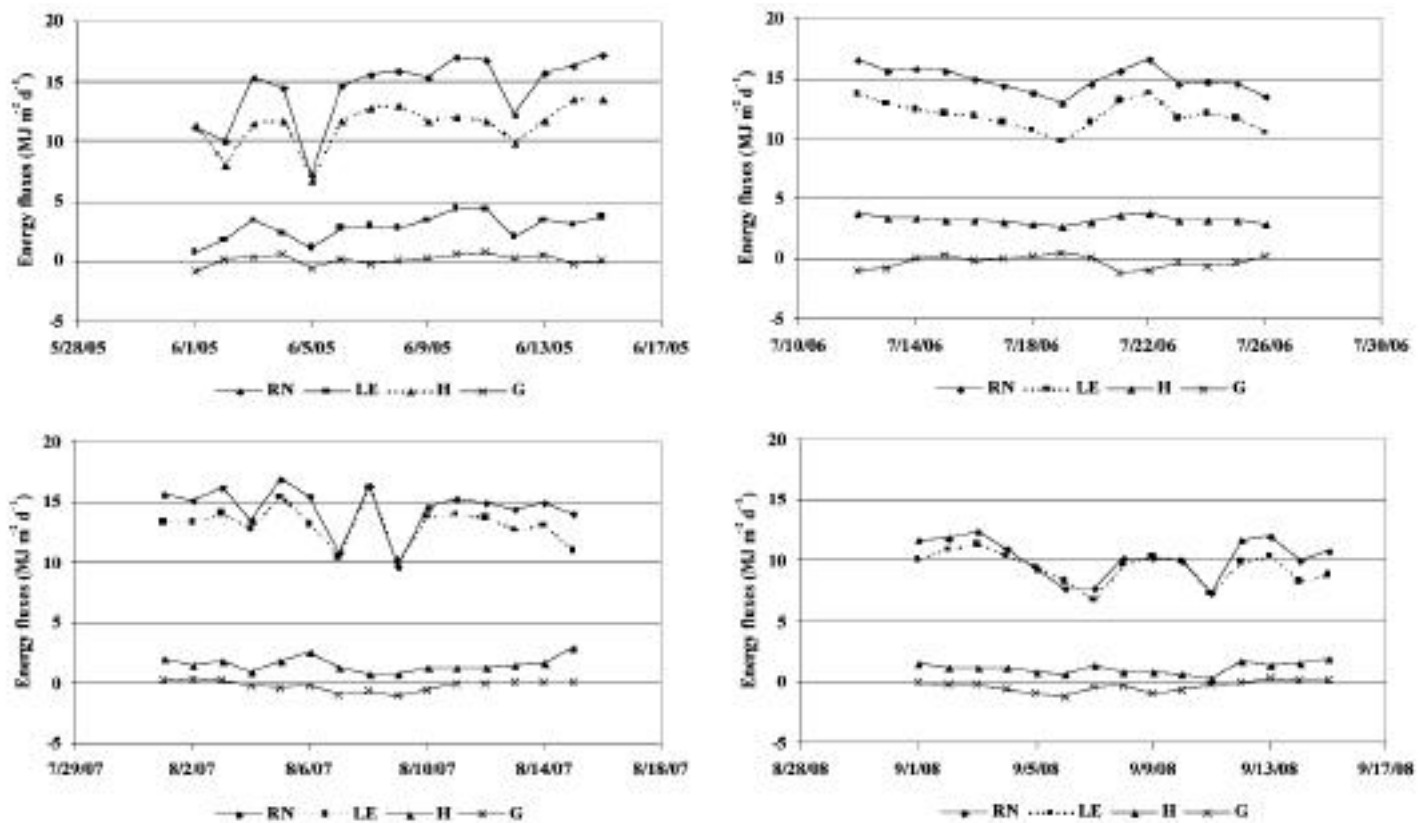 20
15
10
5
0
-5
Energy fluxes (MJ m⁻² d⁻¹)
5/28/05 6/1/05 6/5/05 6/9/05 6/13/05 6/17/05
RN LE H G
20
15
10
5
0
-5
Energy fluxes (MJ m⁻² d⁻¹)
7/10/06 7/14/06 7/18/06 7/22/06 7/26/06 7/30/06
RN LE H G
20
15
10
5
0
-5
Energy fluxes (MJ m⁻² d⁻¹)
7/29/07 8/2/07 8/6/07 8/10/07 8/14/07 8/18/07
RN LE H G
20
15
10
5
0
-5
Energy fluxes (MJ m⁻² d⁻¹)
8/28/08 9/1/08 9/5/08 9/9/08 9/13/08 9/17/08
RN LE H G